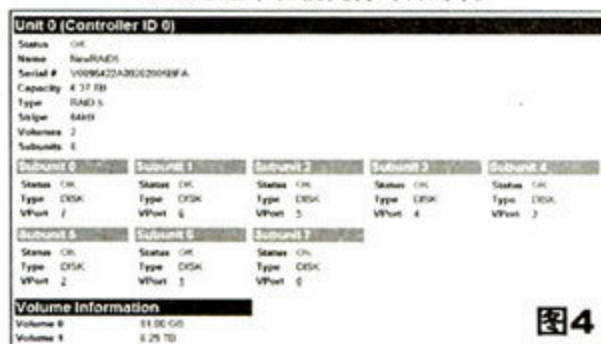 Unit 0 (Controller ID 0)
Status OK
Name NewRAID5
Serial #
Capacity 4.37 TB
Type RAID 5
Stripe 64kB
Volumes 2
Subunits 8
Subunit 0 Subunit 1 Subunit 2 Subunit 3 Subunit 4
Status OK Status OK Status OK Status OK Status OK
Type DISK Type DISK Type DISK Type DISK Type DISK
VPort 7 VPort 6 VPort 5 VPort 4 VPort 3
Subunit 5 Subunit 6 Subunit 7
Status OK Status OK Status OK
Type DISK Type DISK Type DISK
VPort 2 VPort 1 VPort 0
Volume Information
Volume 0
Volume 1
图4